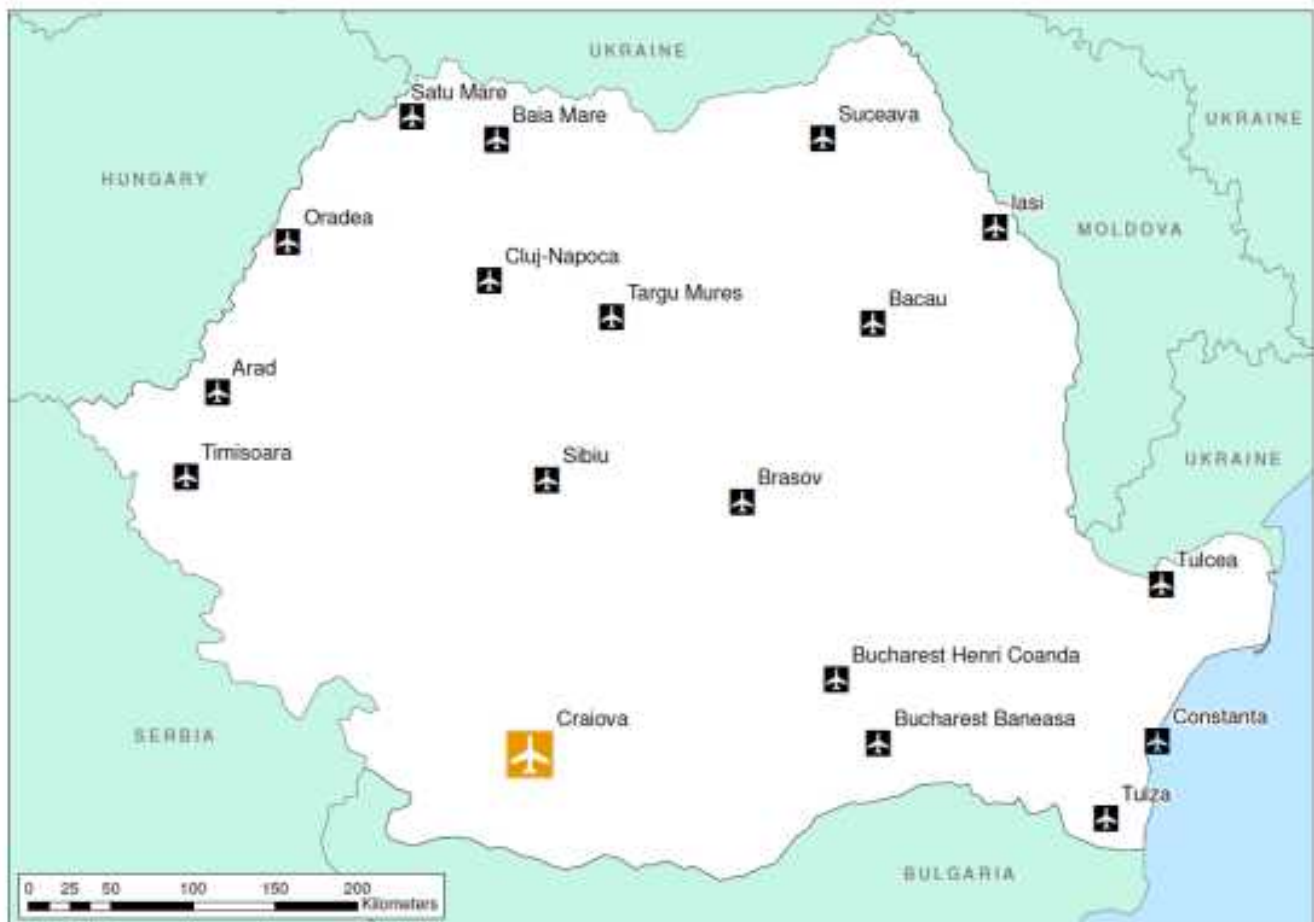 UKRAINE
Satu Mare
Baia Mare
Suceava
UKRAINE
HUNGARY
Oradea
Iasi
MOLDOVA
Cluj-Napoca
Targu Mures
Bacau
Arad
Timisoara
Sibiu
Brasov
UKRAINE
Tulcea
Bucharest Henri Coanda
Craiova
Bucharest Baneasa
Constanta
SERBIA
Tulza
BULGARIA
0 25 50 100 150 200
Kilometers